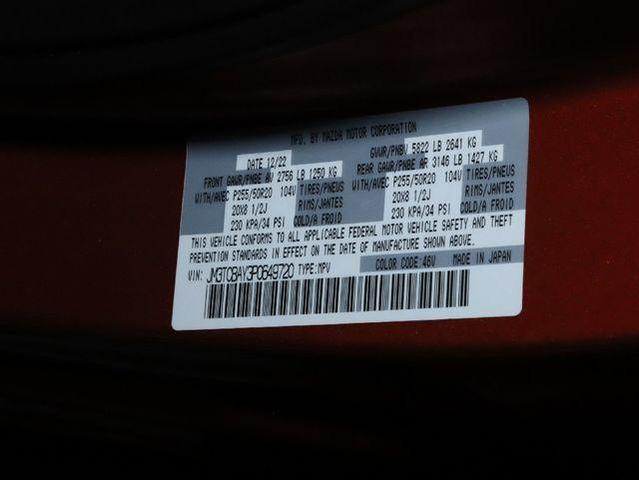 MFD. BY MAZDA MOTOR CORPORATION
DATE 12/22 GVWR/PNBV 5822 LB 2641 KG
FRONT GAWR/PNBE AV 2756 LB 1250 KG REAR GAWR/PNBE AR 3146 LB 1427 KG
WITH/AVEC P255/50R20 104V TIRES/PNEUS WITH/AVEC P255/50R20 104V TIRES/PNEUS
20X8 1/2J RIMS/JANTES 20X8 1/2J RIMS/JANTES
230 KPA/34 PSI COLD/A FROID 230 KPA/34 PSI COLD/A FROID
THIS VEHICLE CONFORMS TO ALL APPLICABLE FEDERAL MOTOR VEHICLE SAFETY AND THEFT
PREVENTION STANDARDS IN EFFECT ON THE DATE OF MANUFACTURE SHOWN ABOVE.
VIN: JM3TCBAY3P0649720 TYPE:MPV COLOR CODE:46V MADE IN JAPAN